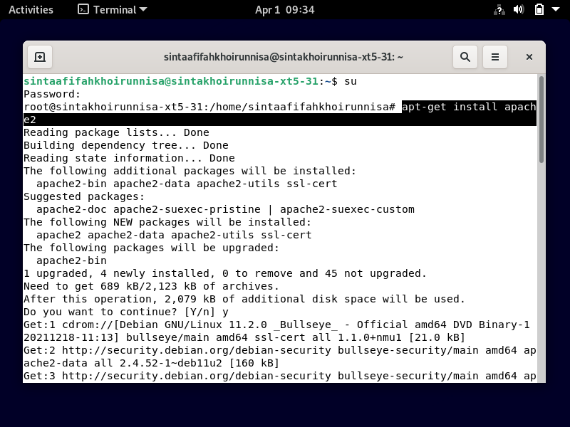 Activities Terminal Apr 1 09:34
sintaafifahkhoirunnisa@sintakhoirunnisa-xt5-31: ~
sintaafifahkhoirunnisa@sintakhoirunnisa-xt5-31:~$ su
Password:
root@sintakhoirunnisa-xt5-31:/home/sintaafifahkhoirunnisa# apt-get install apach
e2
Reading package lists... Done
Building dependency tree... Done
Reading state information... Done
The following additional packages will be installed:
apache2-bin apache2-data apache2-utils ssl-cert
Suggested packages:
apache2-doc apache2-suexec-pristine | apache2-suexec-custom
The following NEW packages will be installed:
apache2 apache2-data apache2-utils ssl-cert
The following packages will be upgraded:
apache2-bin
1 upgraded, 4 newly installed, 0 to remove and 45 not upgraded.
Need to get 689 kB/2,123 kB of archives.
After this operation, 2,079 kB of additional disk space will be used.
Do you want to continue? [Y/n] y
Get:1 cdrom://[Debian GNU/Linux 11.2.0 _Bullseye_ - Official amd64 DVD Binary-1
20211218-11:13] bullseye/main amd64 ssl-cert all 1.1.0+nmu1 [21.0 kB]
Get:2 http://security.debian.org/debian-security bullseye-security/main amd64 ap
ache2-data all 2.4.52-1~deb11u2 [160 kB]
Get:3 http://security.debian.org/debian-security bullseye-security/main amd64 ap